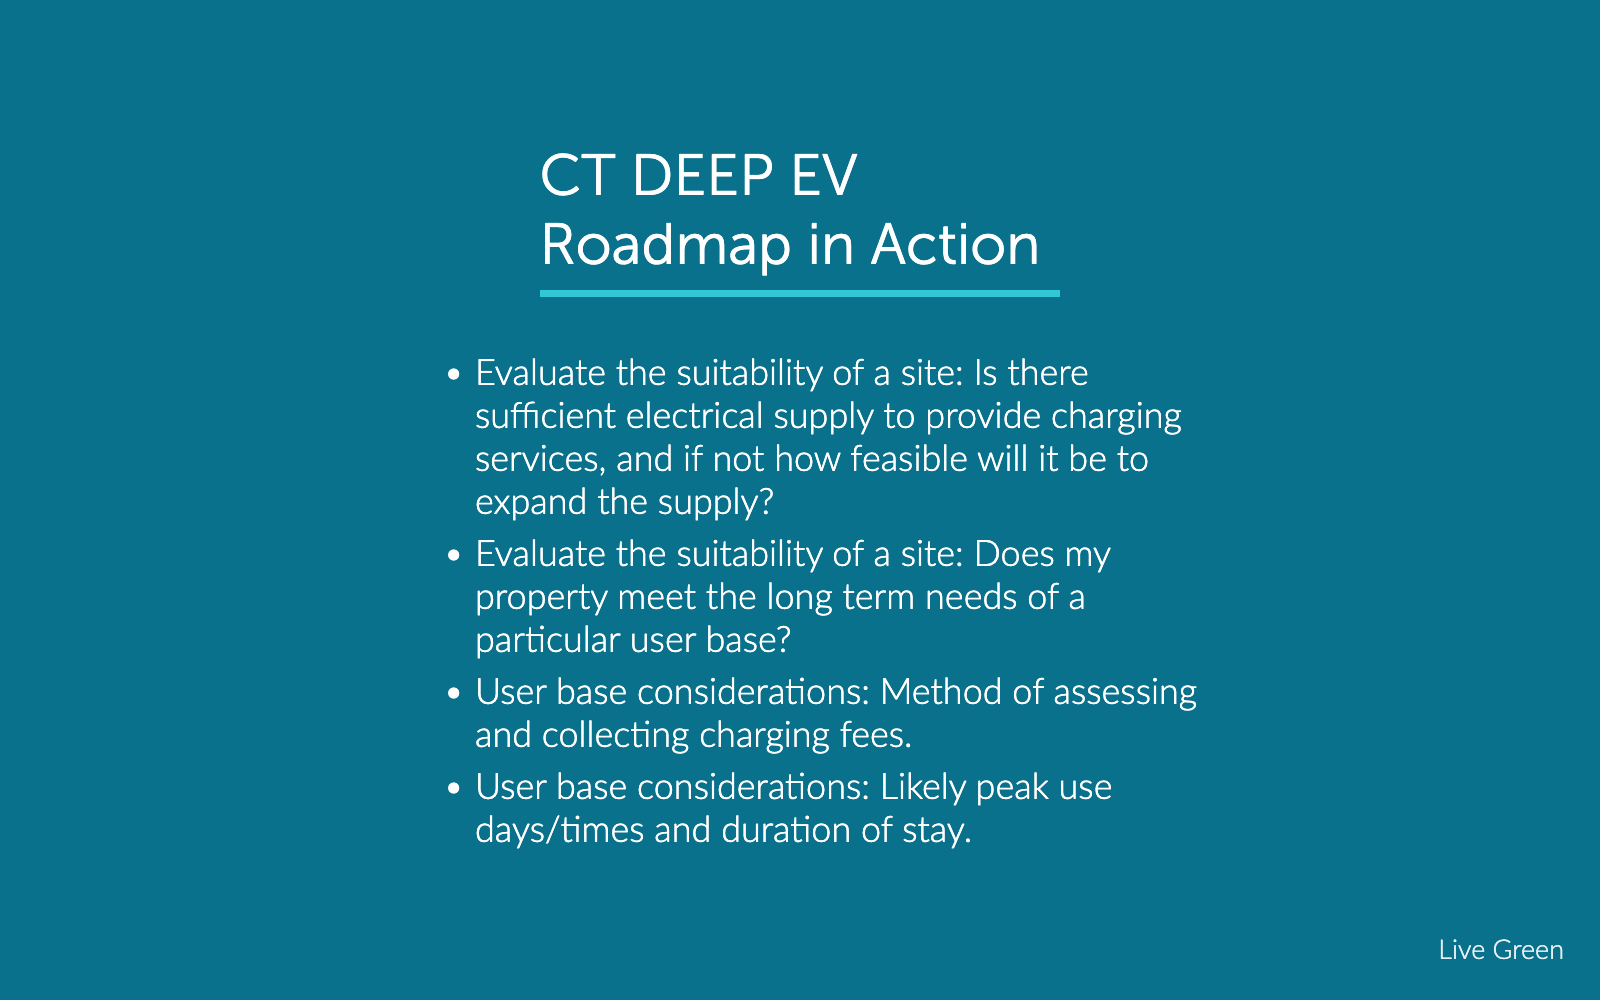 CT DEEP EV
Roadmap in Action
• Evaluate the suitability of a site: Is there
sufficient electrical supply to provide charging
services, and if not how feasible will it be to
expand the supply?
• Evaluate the suitability of a site: Does my
property meet the long term needs of a
particular user base?
• User base considerations: Method of assessing
and collecting charging fees.
• User base considerations: Likely peak use
days/times and duration of stay.
Live Green